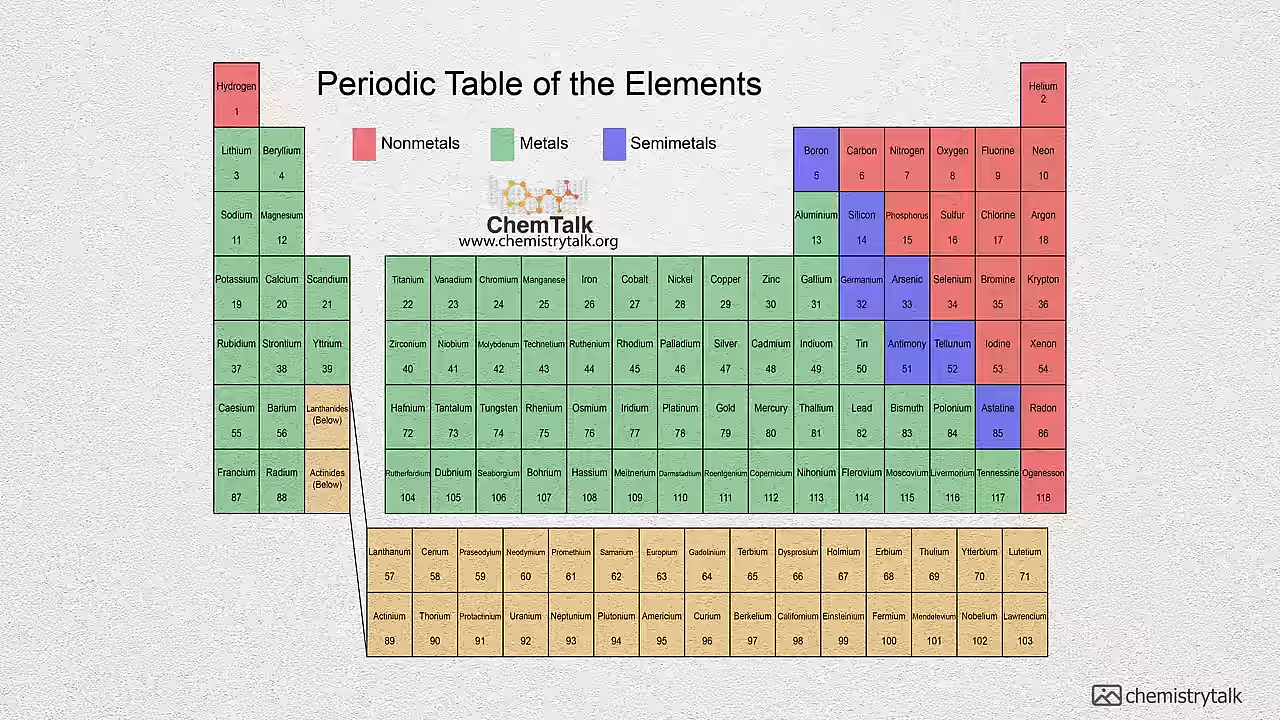 Periodic Table of the Elements
Nonmetals Metals Semimetals
ChemTalk
www.chemistrytalk.org
Hydrogen Helium
1 2
Lithium Beryllium Boron Carbon Nitrogen Oxygen Fluorine Neon
3 4 5 6 7 8 9 10
Sodium Magnesium Aluminium Silicon Phosphorus Sulfur Chlorine Argon
11 12 13 14 15 16 17 18
Potassium Calcium Scandium Titanium Vanadium Chromium Manganese Iron Cobalt Nickel Copper Zinc Gallium Germanium Arsenic Selenium Bromine Krypton
19 20 21 22 23 24 25 26 27 28 29 30 31 32 33 34 35 36
Rubidium Strontium Yttrium Zirconium Niobium Molybdenum Technetium Ruthenium Rhodium Palladium Silver Cadmium Indiuom Tin Antimony Tellurium Iodine Xenon
37 38 39 40 41 42 43 44 45 46 47 48 49 50 51 52 53 54
Caesium Barium Lanthanides Hafnium Tantalum Tungsten Rhenium Osmium Iridium Platinum Gold Mercury Thallium Lead Bismuth Polonium Astatine Radon
(Below)
55 56 72 73 74 75 76 77 78 79 80 81 82 83 84 85 86
Francium Radium Actinides Rutherfordium Dubnium Seaborgium Bohrium Hassium Meitnerium Darmstadtium Roentgenium Copernicium Nihonium Flerovium Moscovium Livermorium Tennessine Oganesson
(Below)
87 88 104 105 106 107 108 109 110 111 112 113 114 115 116 117 118
Lanthanum Cerium Praseodyium Neodymium Promethium Samarium Europium Gadolinium Terbium Dysprosium Holmium Erbium Thulium Ytterbium Lutetium
57 58 59 60 61 62 63 64 65 66 67 68 69 70 71
Actinium Thorium Protactinium Uranium Neptunium Plutonium Americium Curium Berkelium Californium Einsteinium Fermium Mendelevium Nobelium Lawrencium
89 90 91 92 93 94 95 96 97 98 99 100 101 102 103
chemistrytalk